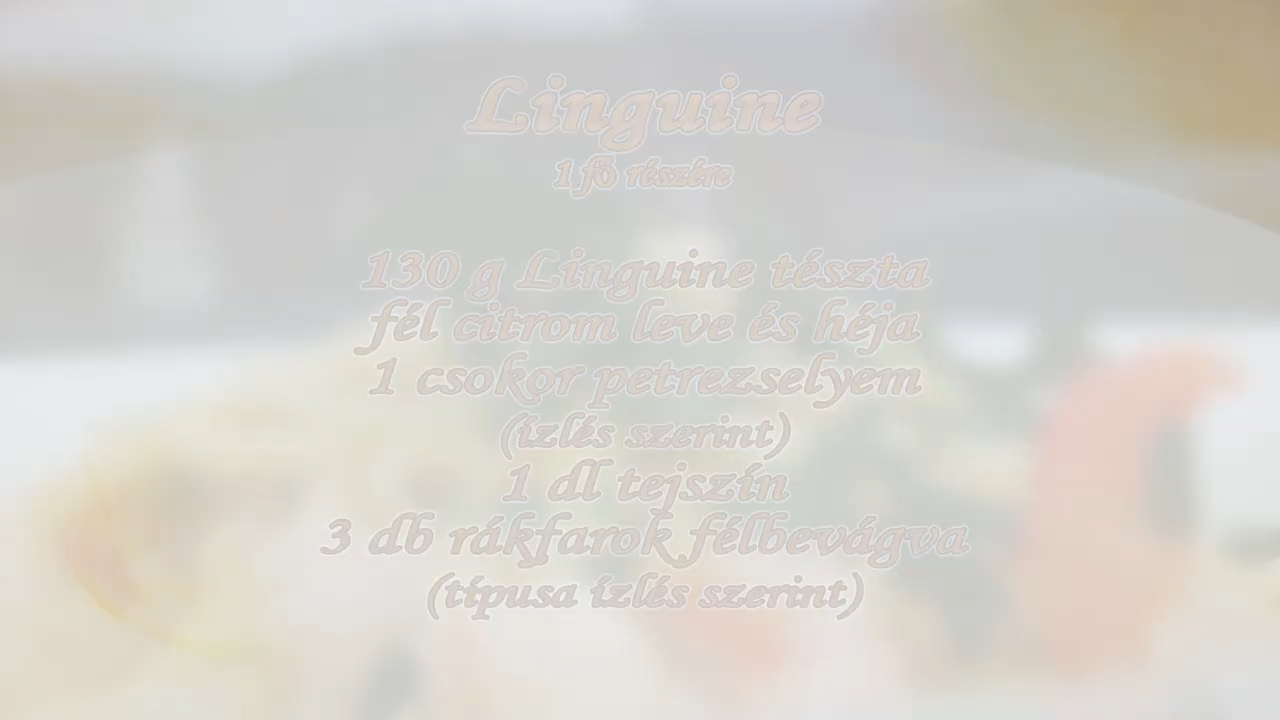 Linguine
1 fő részére
130 g Linguine tészta
fél citrom leve és héja
1 csokor petrezselyem
(ízlés szerint)
1 dl tejszín
3 db rákfarok félbevágva
(típusa ízlés szerint)